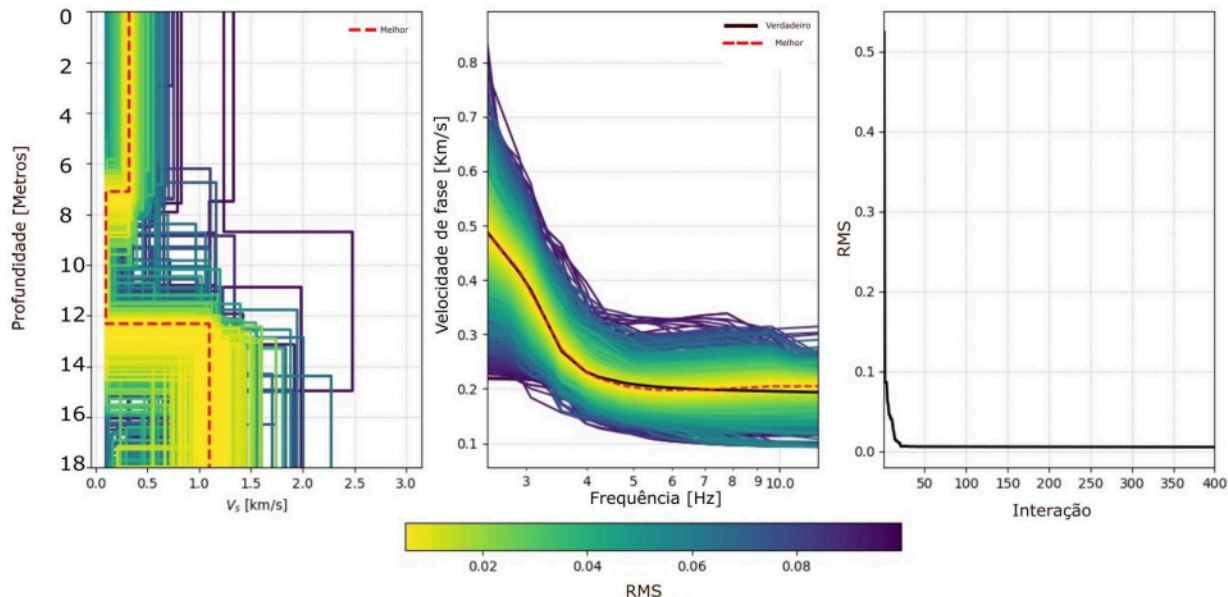 0
2
4
6
8
10
12
14
16
18
Profundidade [Metros]
Melhor
0.0 0.5 1.0 1.5 2.0 2.5 3.0
Vs [km/s]
0.8
0.7
0.6
0.5
0.4
0.3
0.2
0.1
Velocidade de fase [Km/s]
Verdadeiro
Melhor
3 4 5 6 7 8 9 10.0
Frequência [Hz]
0.5
0.4
0.3
0.2
0.1
0.0
RMS
50 100 150 200 250 300 350 400
Interação
0.02 0.04 0.06 0.08
RMS